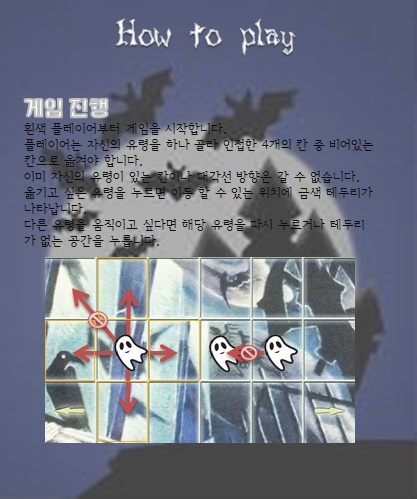 How to play
게임 진행
흰색 플레이어부터 게임을 시작합니다.
플레이어는 자신의 유령을 하나 골라 인접한 4개의 칸 중 비어있는
칸으로 옮겨야 합니다.
이미 자신의 유령이 있는 칸이나 대각선 방향은 갈 수 없습니다.
옮기고 싶은 유령을 누르면 이동 할 수 있는 위치에 금색 테두리가
나타납니다.
다른 유령을 움직이고 싶다면 해당 유령을 다시 누르거나 테두리
가 없는 공간을 누릅니다.